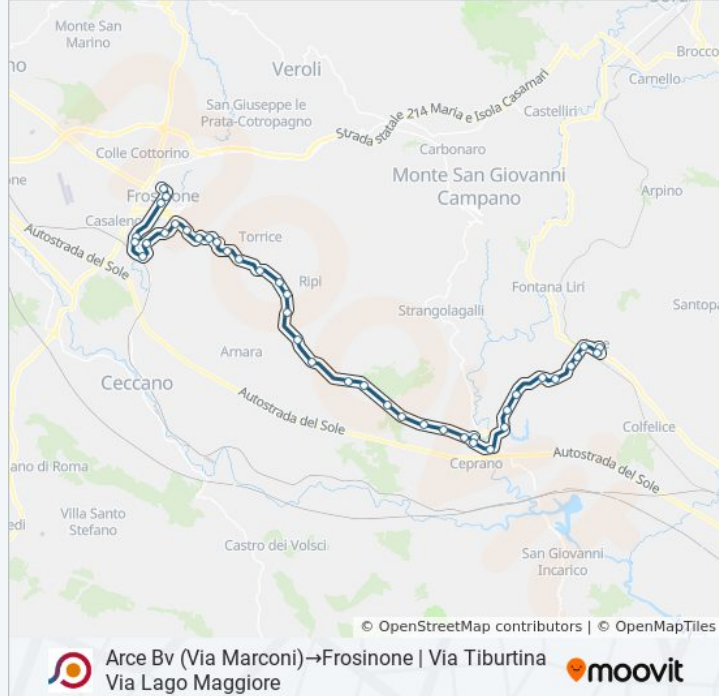 Monte San
Marino
Veroli
Brocco
Carnello
San Giuseppe le
Prata-Cotropagno
Strada Statale 214 Maria e Isola Casamari
Castelliri
Colle Cottorino
Carbonaro
one
Monte San Giovanni
Campano
Arpino
Frosinone
Casaleno
Torrice
Autostrada del Sole
Ripi
Fontana Liri
Santopa
Strangolagalli
Arnara
Ceccano
Autostrada del Sole
Colfelice
Autostrada del Sole
Ceprano
ano di Roma
Villa Santo
Stefano
edi
Castro dei Volsci
San Giovanni
Incarico
© OpenStreetMap contributors | © OpenMapTiles
Arce Bv (Via Marconi)→Frosinone | Via Tiburtina
Via Lago Maggiore
moovit